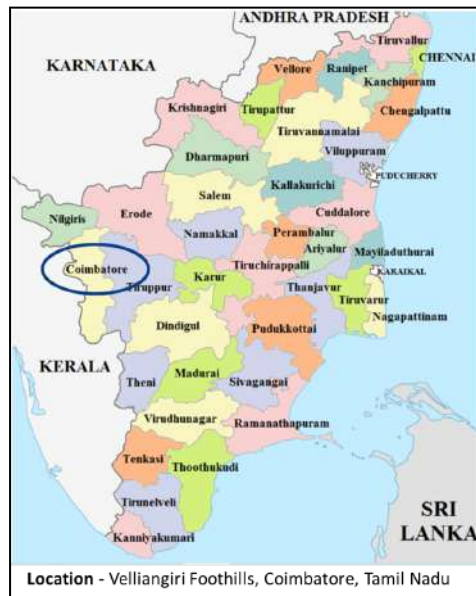 ANDHRA PRADESH
Tiruvallur
KARNATAKA
CHENNAI
Vellore
Ranipet
Kanchipuram
Krishnagiri
Tirupattur
Chengalpattu
Tiruvannamalai
Dharmapuri
Viluppuram
PUDUCHERRY
Kallakurichi
Salem
Nilgiris
Erode
Cuddalore
Namakkal
Perambalur
Ariyalur
Mayiladuthurai
Coimbatore
Karur
Tiruchirappalli
KARAIKAL
Tiruppur
Thanjavur
Tiruvarur
Nagapattinam
Dindigul
Pudukkottai
KERALA
Madurai
Theni
Sivagangai
Virudhunagar
Ramanathapuram
Tenkasi
Thoothukudi
Tirunelveli
SRI
LANKA
Kanniyakumari
Location - Velliangiri Foothills, Coimbatore, Tamil Nadu